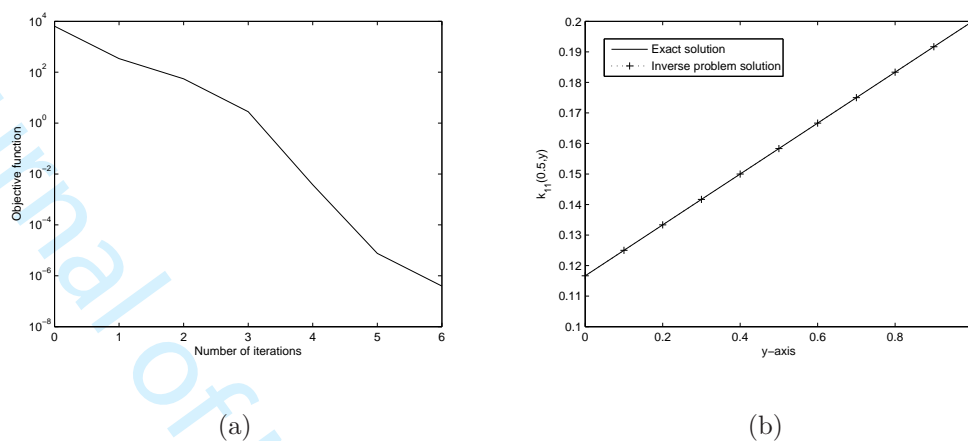 10^4
10^2
10^0
10^-2
10^-4
10^-6
10^-8
Objective function
0 1 2 3 4 5 6
Number of iterations
(a)
0.2
0.19
0.18
0.17
0.16
0.15
0.14
0.13
0.12
0.11
0.1
k_11(0.5,y)
Exact solution
Inverse problem solution
0 0.2 0.4 0.6 0.8
y-axis
(b)
urnal of